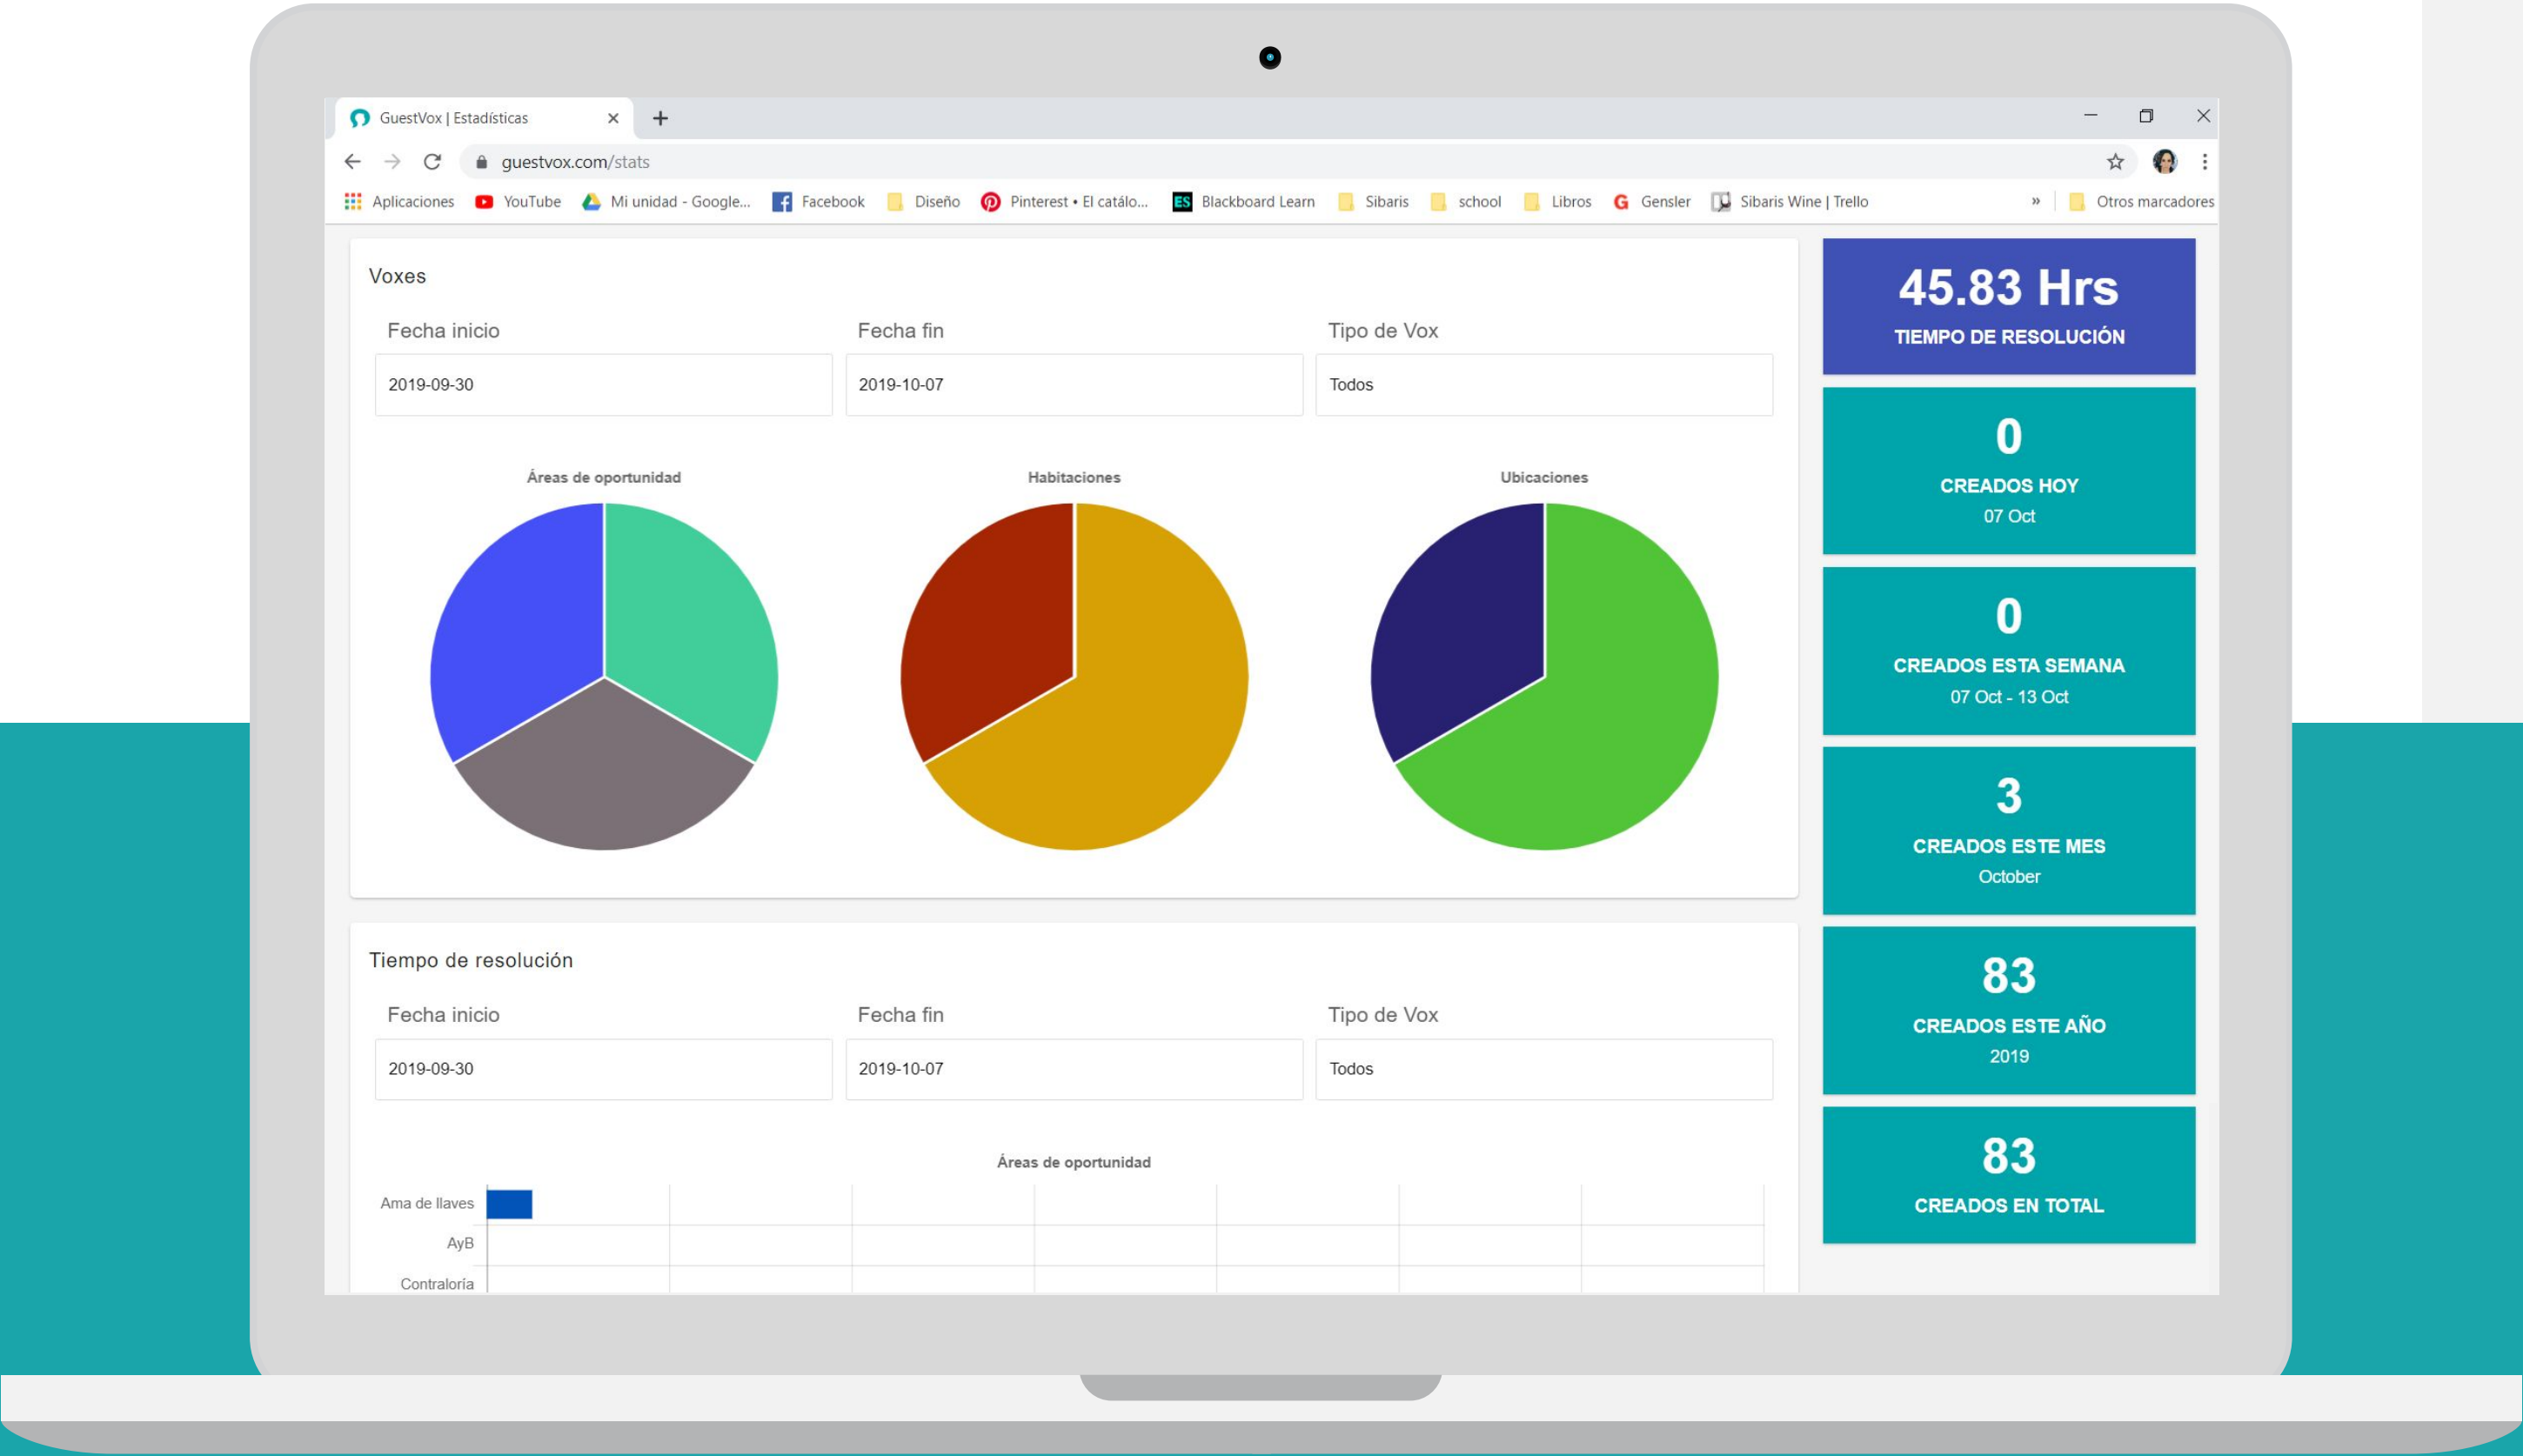 GuestVox | Estadísticas
guestvox.com/stats
Aplicaciones YouTube Mi unidad - Google... Facebook Diseño Pinterest • El catálo... ES Blackboard Learn Sibaris school Libros G Gensler Sibaris Wine | Trello » Otros marcadores
Voxes
Fecha inicio Fecha fin Tipo de Vox
2019-09-30 2019-10-07 Todos
Áreas de oportunidad Habitaciones Ubicaciones
Tiempo de resolución
Fecha inicio Fecha fin Tipo de Vox
2019-09-30 2019-10-07 Todos
Áreas de oportunidad
Ama de llaves
AyB
Contraloría
45.83 Hrs
TIEMPO DE RESOLUCIÓN
0
CREADOS HOY
07 Oct
0
CREADOS ESTA SEMANA
07 Oct - 13 Oct
3
CREADOS ESTE MES
October
83
CREADOS ESTE AÑO
2019
83
CREADOS EN TOTAL